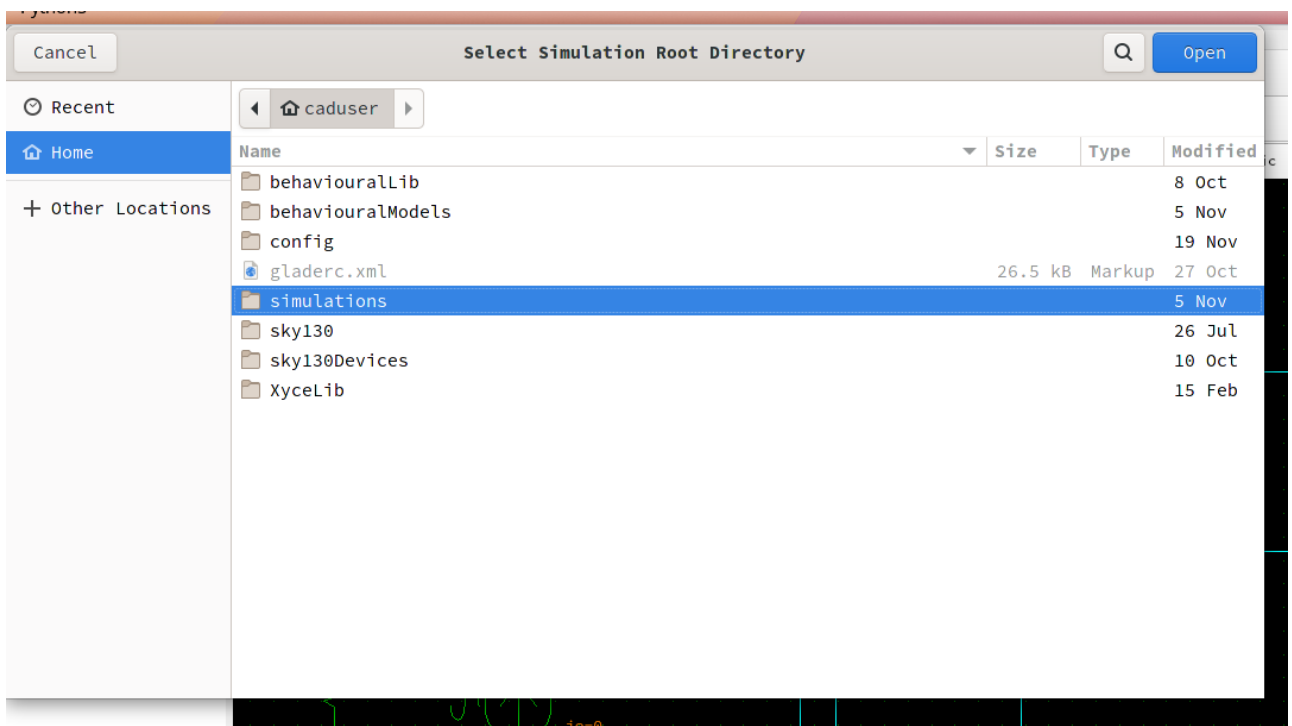 Cancel Select Simulation Root Directory Open
Recent
caduser
Home
Name Size Type Modified
behaviouralLib 8 Oct
Other Locations
behaviouralModels 5 Nov
config 19 Nov
gladerc.xml 26.5 kB Markup 27 Oct
simulations 5 Nov
sky130 26 Jul
sky130Devices 10 Oct
XyceLib 15 Feb